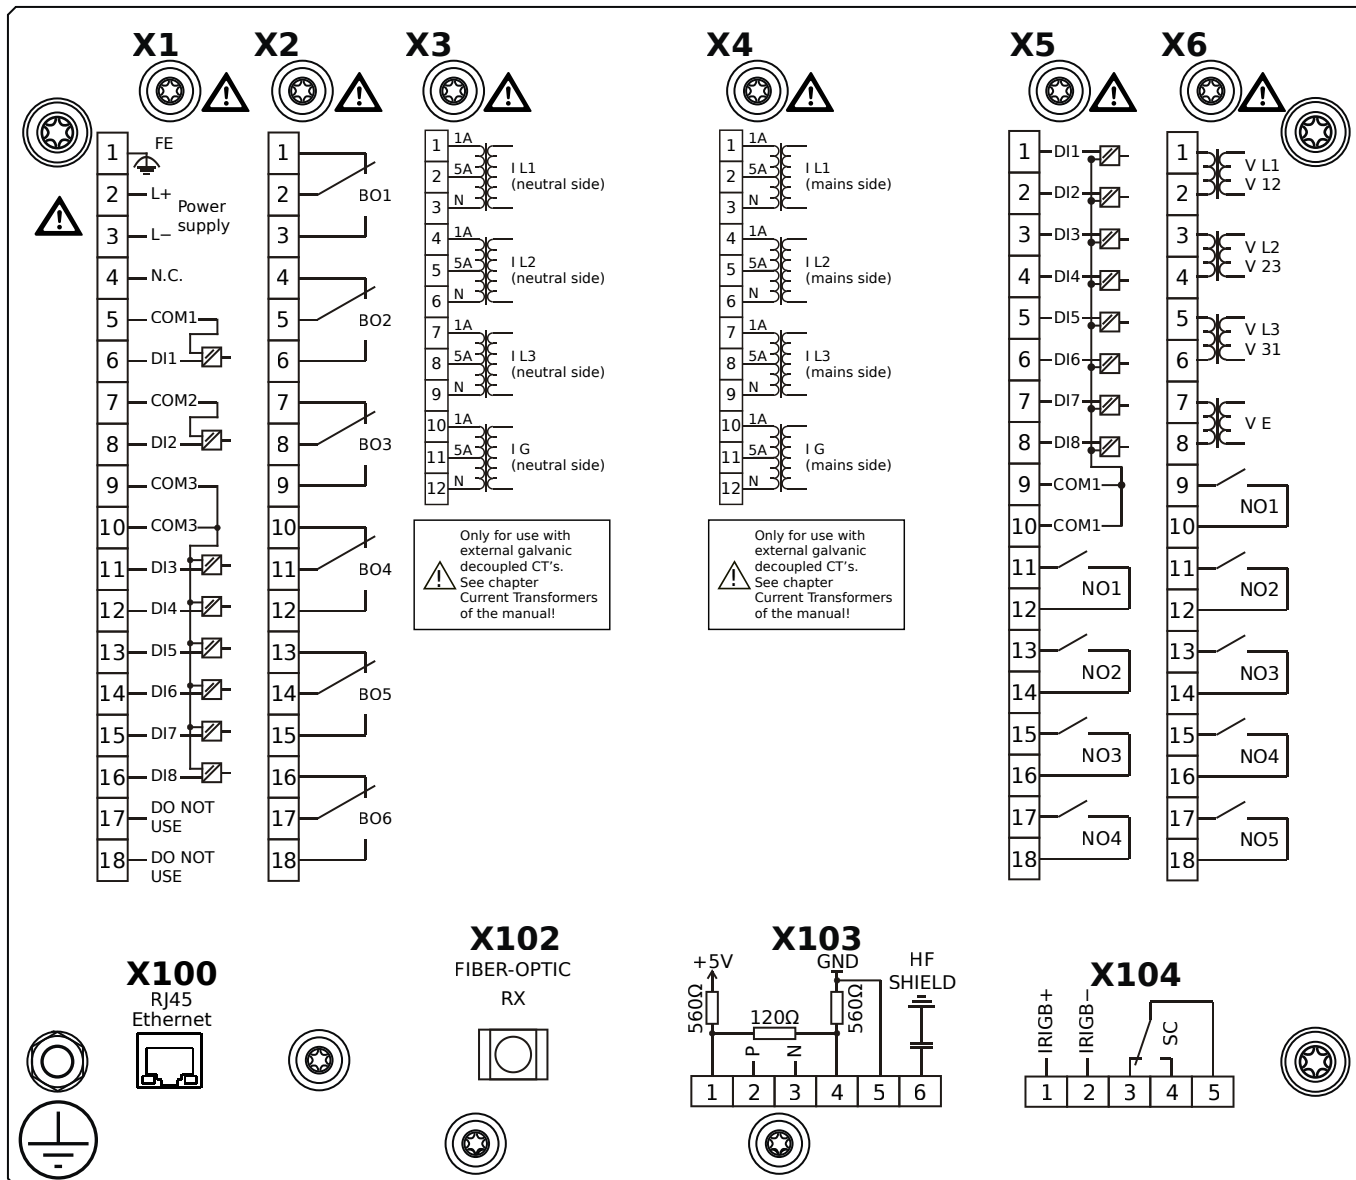 X1
1
FE
2
L+
Power
supply
3
L−
4
N.C.
5
COM1
6
DI1
7
COM2
8
DI2
9
COM3
10
COM3
11
DI3
12
DI4
13
DI5
14
DI6
15
DI7
16
DI8
17
DO NOT
USE
18
DO NOT
USE
X2
1
2
BO1
3
4
5
BO2
6
7
8
BO3
9
10
11
BO4
12
13
14
BO5
15
16
17
BO6
18
X3
1
1A
2
5A
I L1
(neutral side)
3
N
4
1A
5
5A
I L2
(neutral side)
6
N
7
1A
8
5A
I L3
(neutral side)
9
N
10
1A
11
5A
I G
(neutral side)
12
N
Only for use with
external galvanic
decoupled CT's.
See chapter
Current Transformers
of the manual!
X4
1
1A
2
5A
I L1
(mains side)
3
N
4
1A
5
5A
I L2
(mains side)
6
N
7
1A
8
5A
I L3
(mains side)
9
N
10
1A
11
5A
I G
(mains side)
12
N
Only for use with
external galvanic
decoupled CT's.
See chapter
Current Transformers
of the manual!
X5
1
DI1
2
DI2
3
DI3
4
DI4
5
DI5
6
DI6
7
DI7
8
DI8
9
COM1
10
COM1
11
NO1
12
13
NO2
14
15
NO3
16
17
NO4
18
X6
1
V L1
V 12
2
3
V L2
V 23
4
5
V L3
V 31
6
7
V E
8
9
NO1
10
11
NO2
12
13
NO3
14
15
NO4
16
17
NO5
18
X100
RJ45
Ethernet
X102
FIBER-OPTIC
RX
X103
+5V
GND
HF
SHIELD
560Ω
120Ω
560Ω
P
N
1 2 3 4 5 6
X104
IRIGB+
IRIGB−
SC
1 2 3 4 5